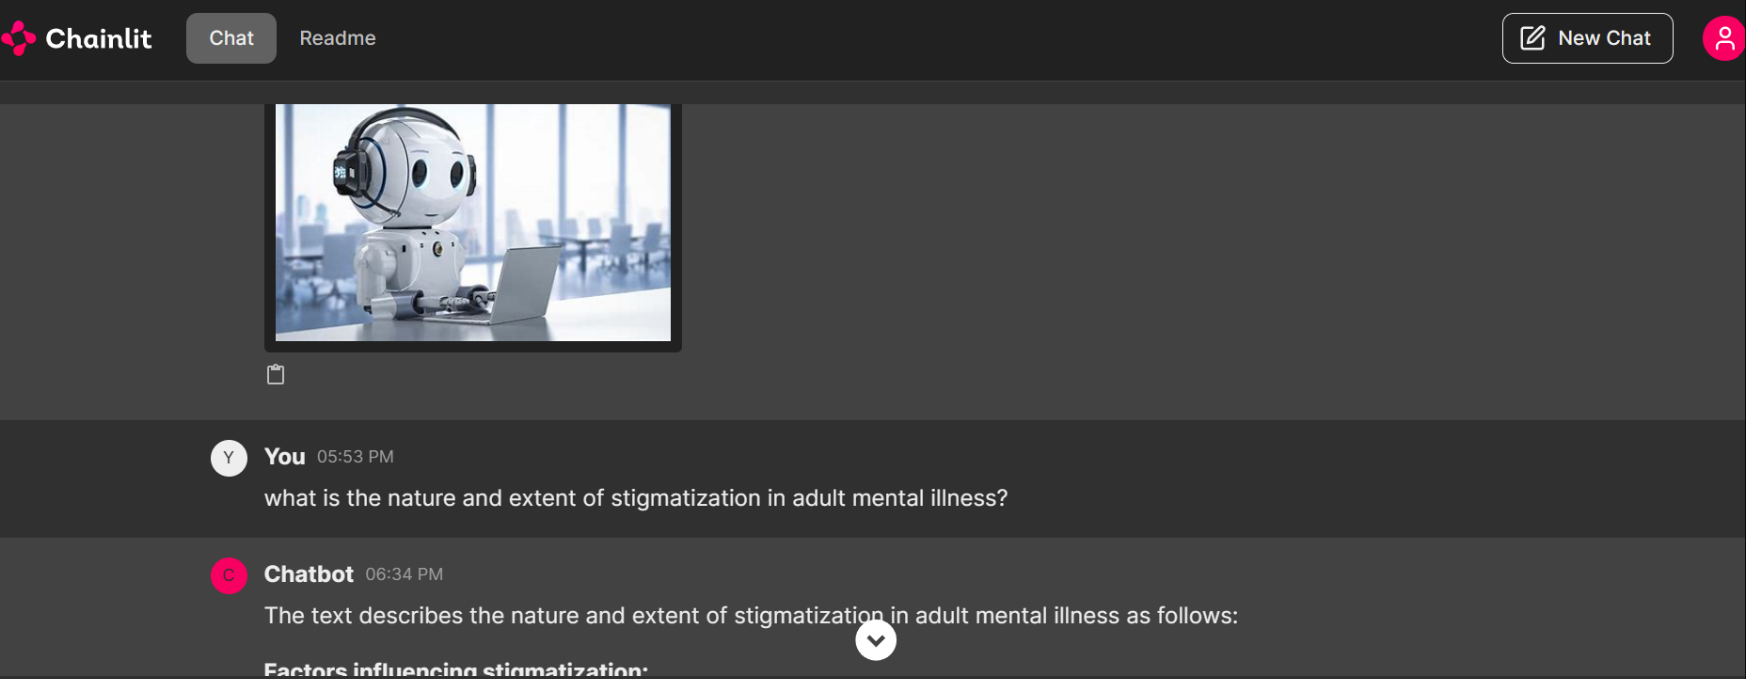 Chainlit
Chat
Readme
New Chat
Y
You 05:53 PM
what is the nature and extent of stigmatization in adult mental illness?
C
Chatbot 06:34 PM
The text describes the nature and extent of stigmatization in adult mental illness as follows:
Factors influencing stigmatization: